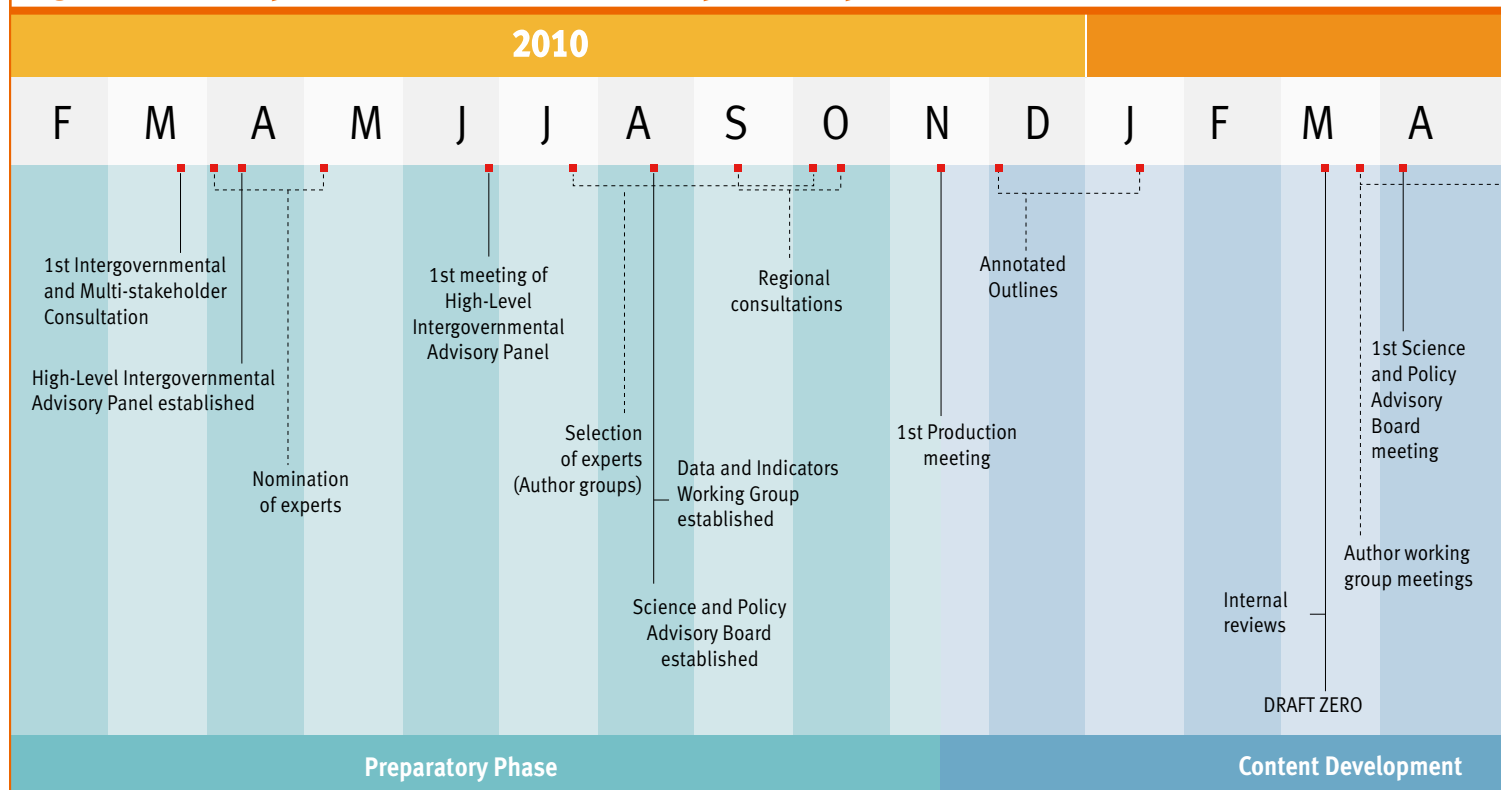 2010
F M A M J J A S O N D J F M A
1st Intergovernmental
and Multi-stakeholder
Consultation
High-Level Intergovernmental
Advisory Panel established
Nomination
of experts
1st meeting of
High-Level
Intergovernmental
Advisory Panel
Selection
of experts
(Author groups)
Data and Indicators
Working Group
established
Science and Policy
Advisory Board
established
Regional
consultations
1st Production
meeting
Annotated
Outlines
Internal
reviews
DRAFT ZERO
Author working
group meetings
1st Science
and Policy
Advisory
Board
meeting
Preparatory Phase
Content Development